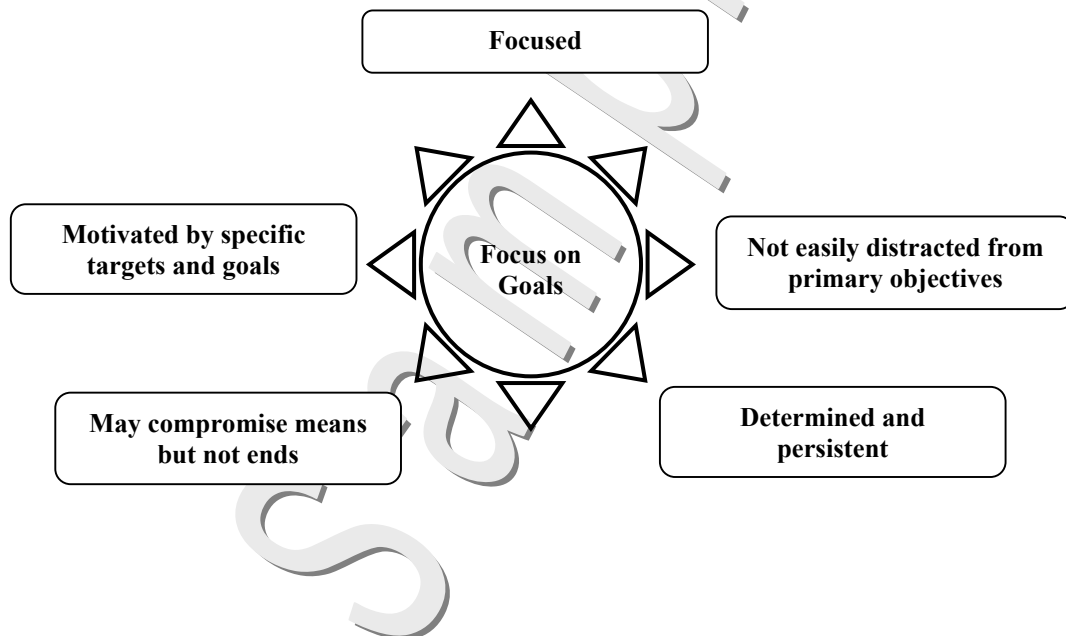 Focused
Motivated by specific
targets and goals
Focus on
Goals
Not easily distracted from
primary objectives
May compromise means
but not ends
Determined and
persistent